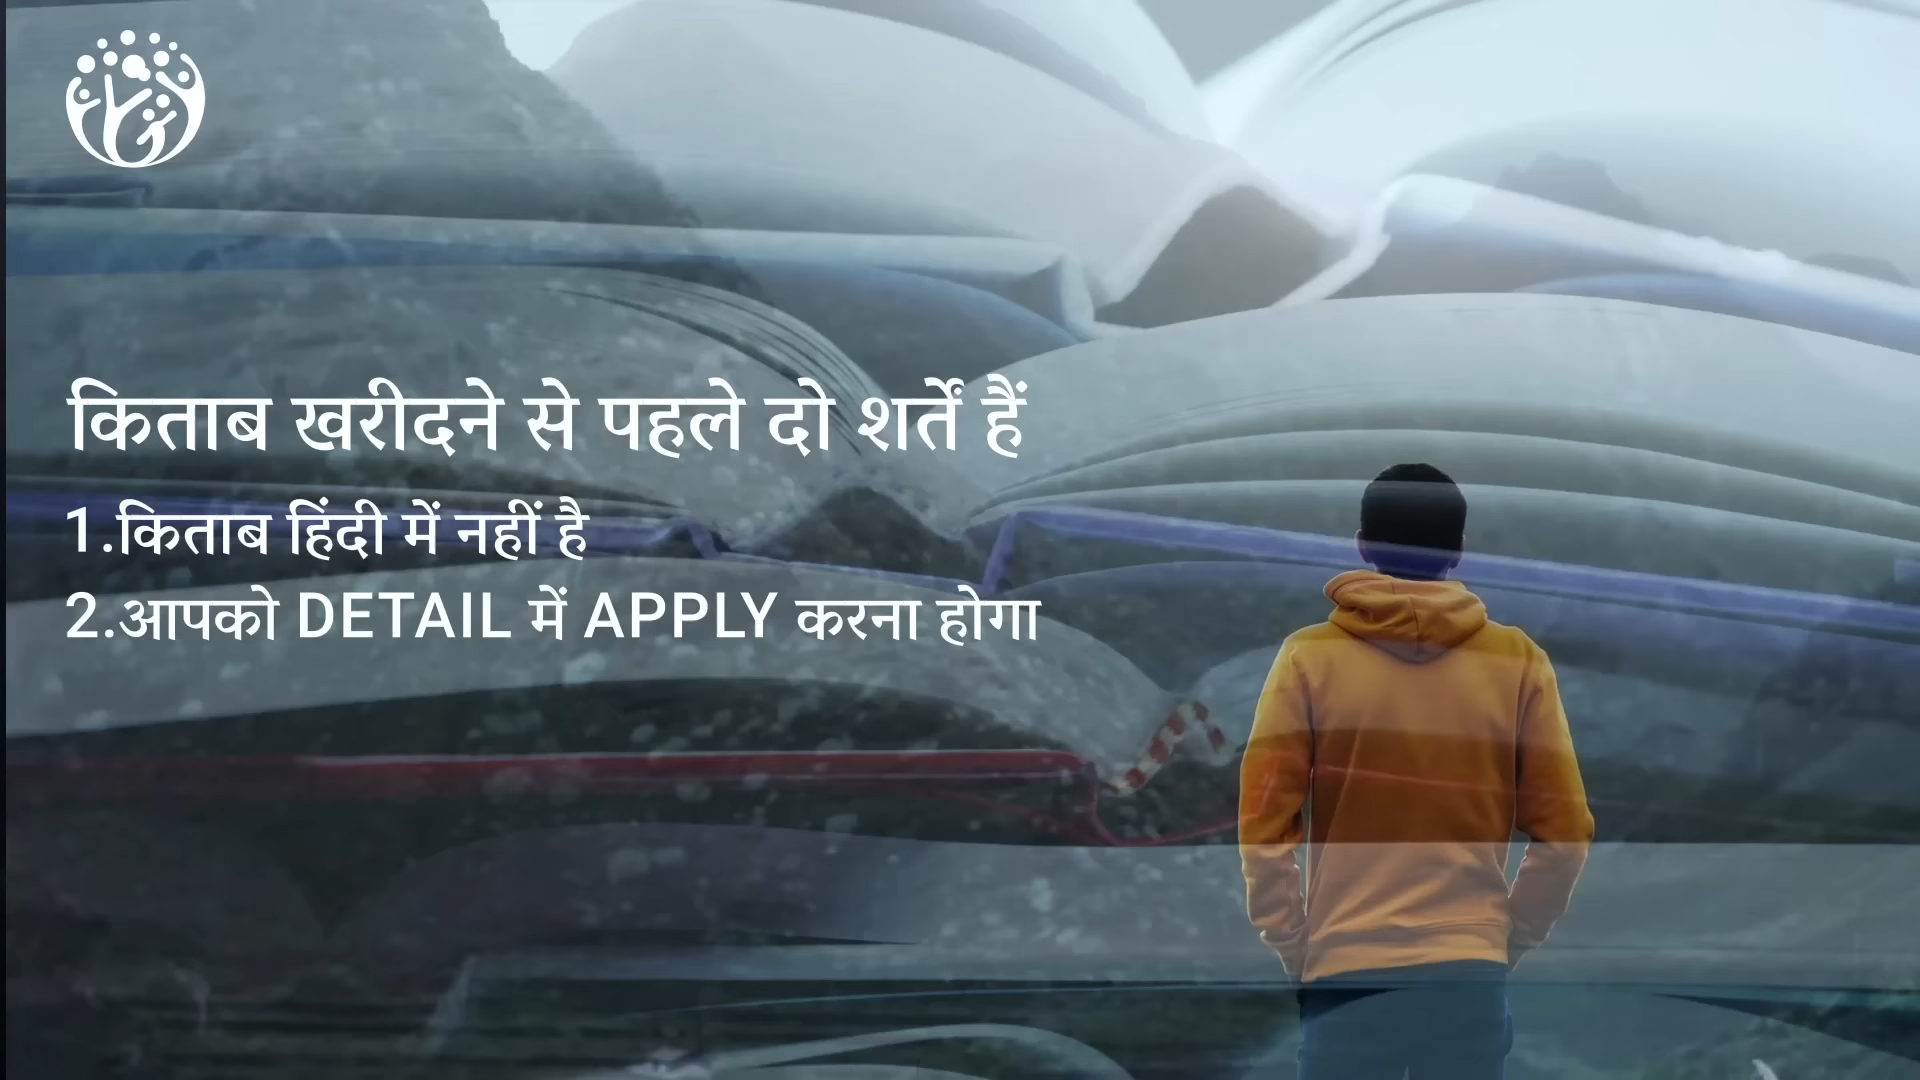 किताब खरीदने से पहले दो शर्तें हैं
1.किताब हिंदी में नहीं है
2.आपको DETAIL में APPLY करना होगा